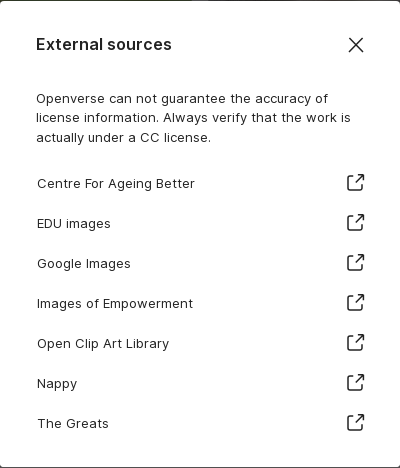 External sources
Openverse can not guarantee the accuracy of
license information. Always verify that the work is
actually under a CC license.
Centre For Ageing Better
EDU images
Google Images
Images of Empowerment
Open Clip Art Library
Nappy
The Greats